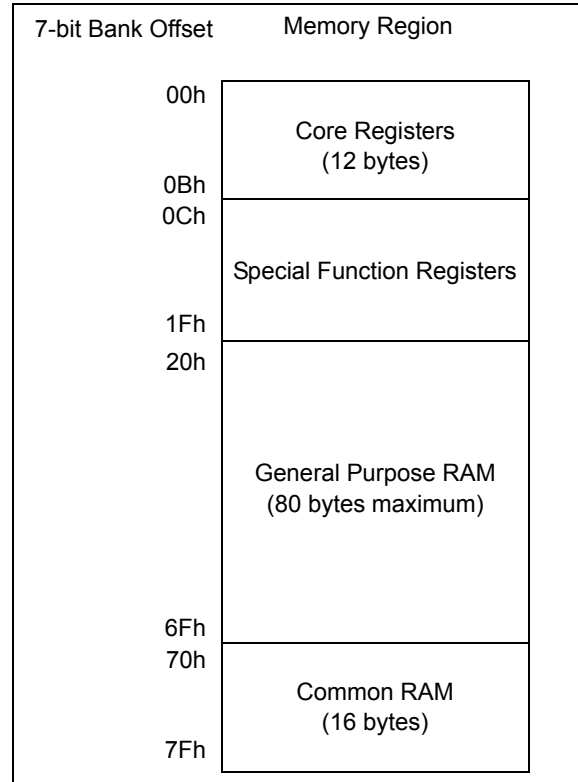 7-bit Bank Offset
Memory Region
00h
Core Registers
(12 bytes)
0Bh
0Ch
Special Function Registers
1Fh
20h
General Purpose RAM
(80 bytes maximum)
6Fh
70h
Common RAM
(16 bytes)
7Fh